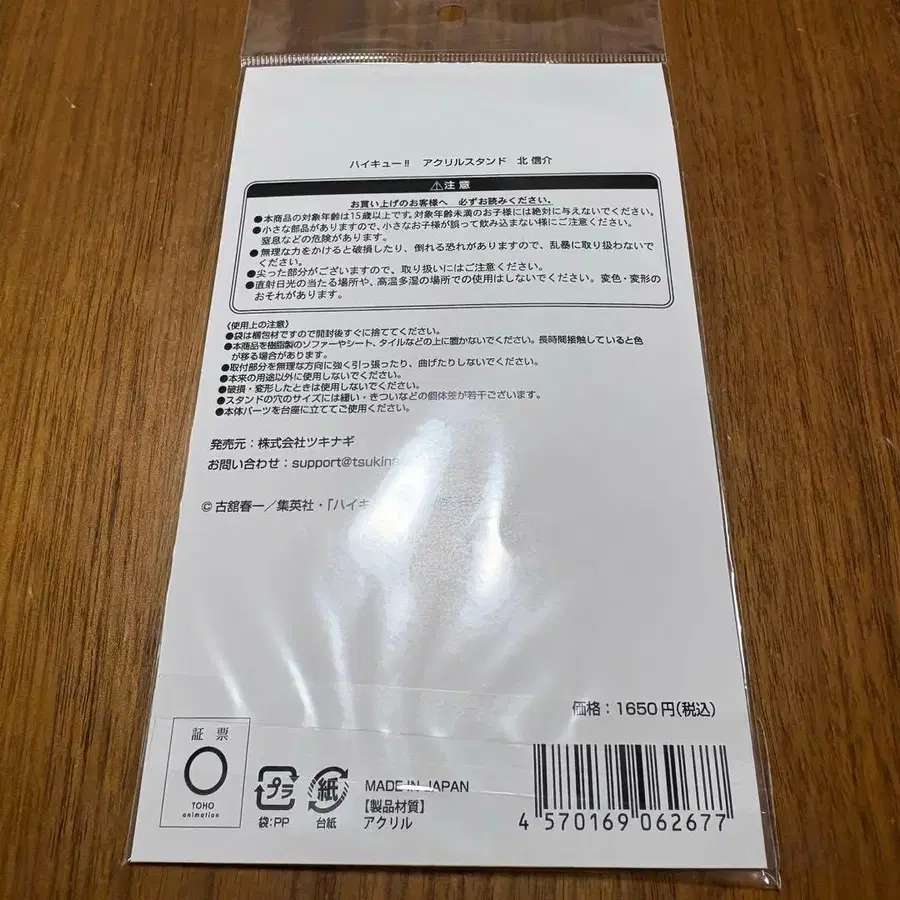 ハイキュー!! アクリルスタンド 北 信介
⚠注 意
お買い上げのお客様へ 必ずお読みください。
●本商品の対象年齢は15歳以上です。対象年齢未満のお子様には絶対に与えないでください。
●小さな部品がありますので、小さなお子様が誤って飲み込まない様にご注意ください。
窒息などの危険があります。
●無理な力をかけると破損したり、倒れる恐れがありますので、乱暴に取り扱わないで
ください。
●尖った部分がございますので、取り扱いにはご注意ください。
●直射日光の当たる場所や、高温多湿の場所での使用はしないでください。変色・変形の
おそれがあります。
〈使用上の注意〉
●袋は梱包材ですので開封後すぐに捨ててください。
●本商品を樹脂製のソファーやシート、タイルなどの上に置かないでください。長時間接触していると色
が移る場合があります。
●取付部分を無理な方向に強く引っ張ったり、曲げたりしないでください。
●本来の用途以外に使用しないでください。
●破損・変形したときは使用しないでください。
●スタンドの穴のサイズには緩い・きついなどの個体差が若干ございます。
●本体パーツを台座に立ててご使用ください。
発売元：株式会社ツキナギ
お問い合わせ：support@tsukina
© 古舘春一／集英社・「ハイキ
価格：1650円(税込)
証 票
TOHO
animation
プラ
袋:PP
紙
台紙
MADE IN JAPAN
【製品材質】
アクリル
4 570169 062677